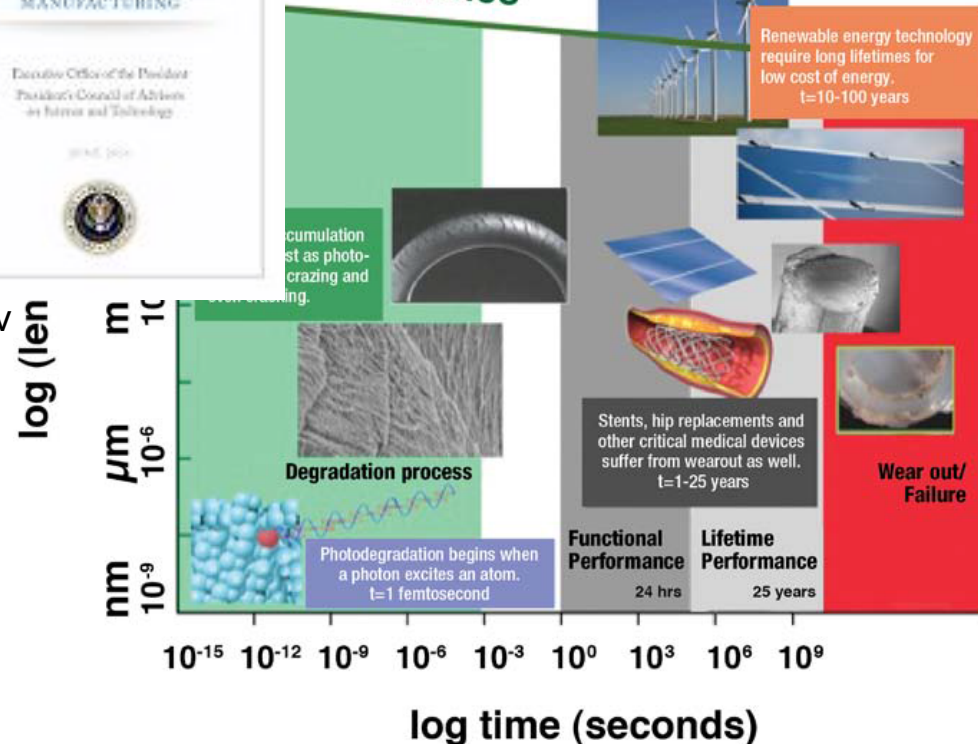 MANUFACTURING
Executive Office of the President
President's Council of Advisors
on Science and Technology
Renewable energy technology
require long lifetimes for
low cost of energy.
t=10-100 years
ccumulation
st as photo-
crazing and
even cracking.
log (len
m
10
µm
10⁻⁶
nm
10⁻⁹
Degradation process
Photodegradation begins when
a photon excites an atom.
t=1 femtosecond
Stents, hip replacements and
other critical medical devices
suffer from wearout as well.
t=1-25 years
Functional
Performance
24 hrs
Lifetime
Performance
25 years
Wear out/
Failure
10⁻¹⁵ 10⁻¹² 10⁻⁹ 10⁻⁶ 10⁻³ 10⁰ 10³ 10⁶ 10⁹
log time (seconds)